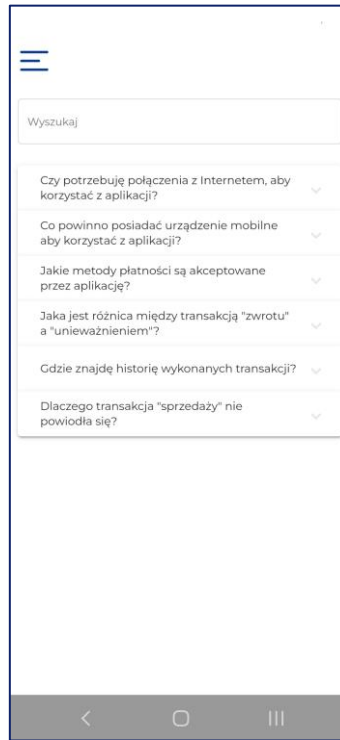 Wyszukaj
Czy potrzebuję połączenia z Internetem, aby
korzystać z aplikacji?
Co powinno posiadać urządzenie mobilne
aby korzystać z aplikacji?
Jakie metody płatności są akceptowane
przez aplikację?
Jaka jest różnica między transakcją "zwrotu"
a "unieważnieniem"?
Gdzie znajdę historię wykonanych transakcji?
Dlaczego transakcja "sprzedaży" nie
powiodła się?